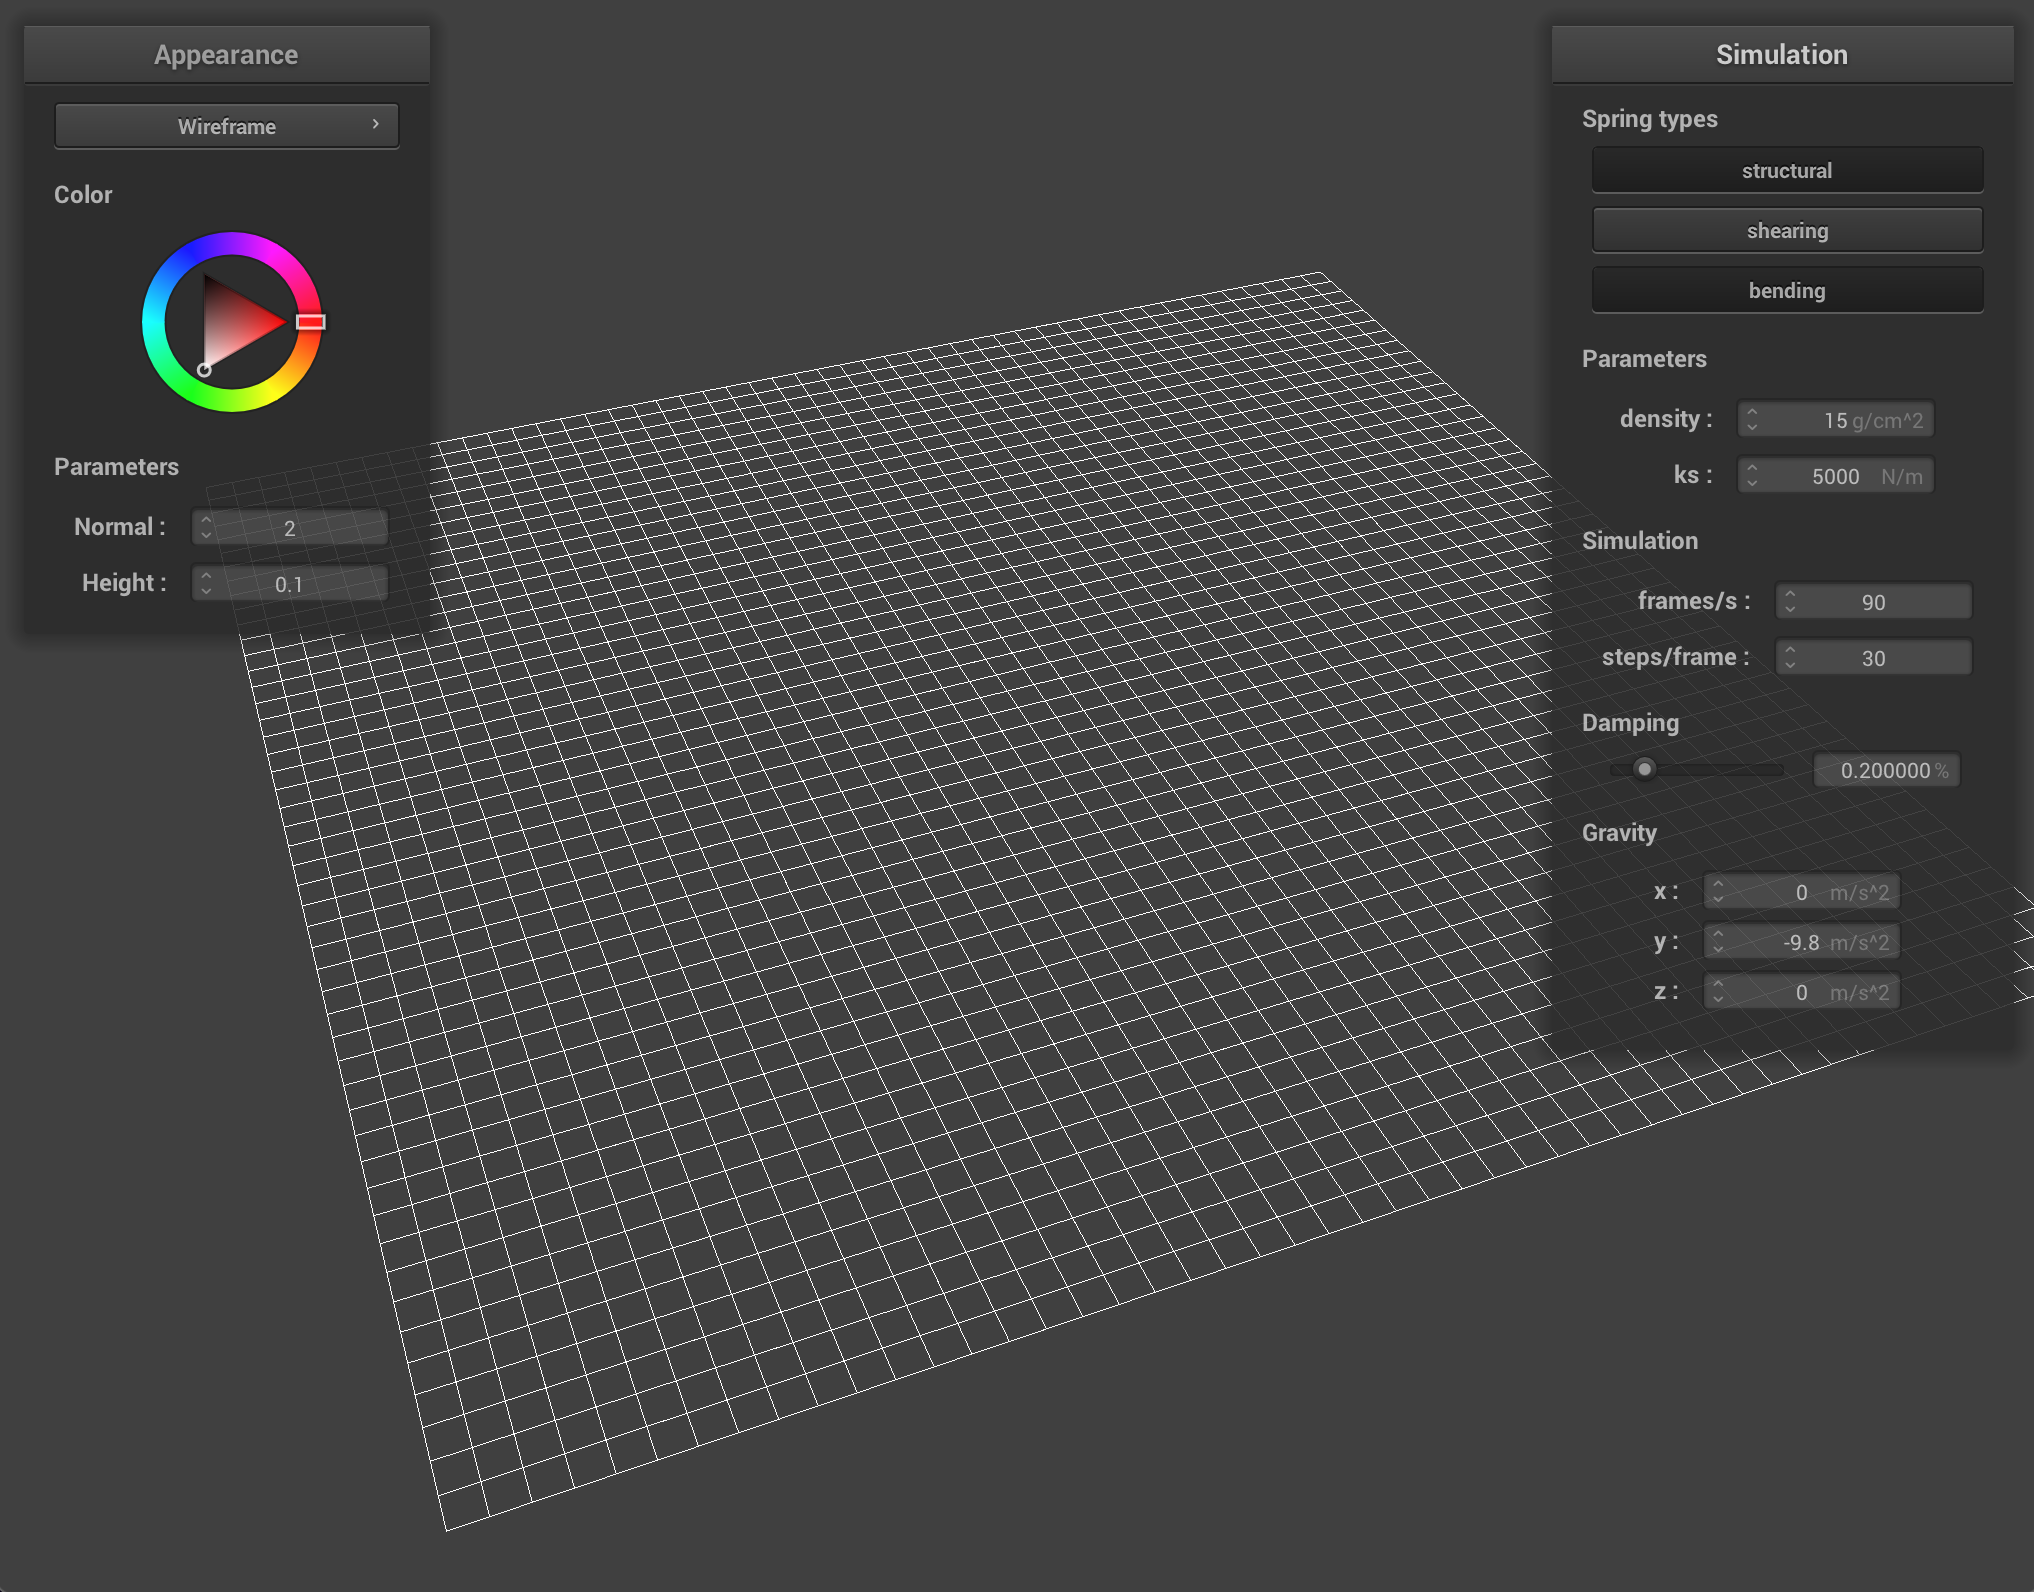 Appearance
Wireframe
Color
Parameters
Normal : 2
Height : 0.1
Simulation
Spring types
structural
shearing
bending
Parameters
density : 15 g/cm^2
ks : 5000 N/m
Simulation
frames/s : 90
steps/frame : 30
Damping
0.200000 %
Gravity
x : 0 m/s^2
y : -9.8 m/s^2
z : 0 m/s^2